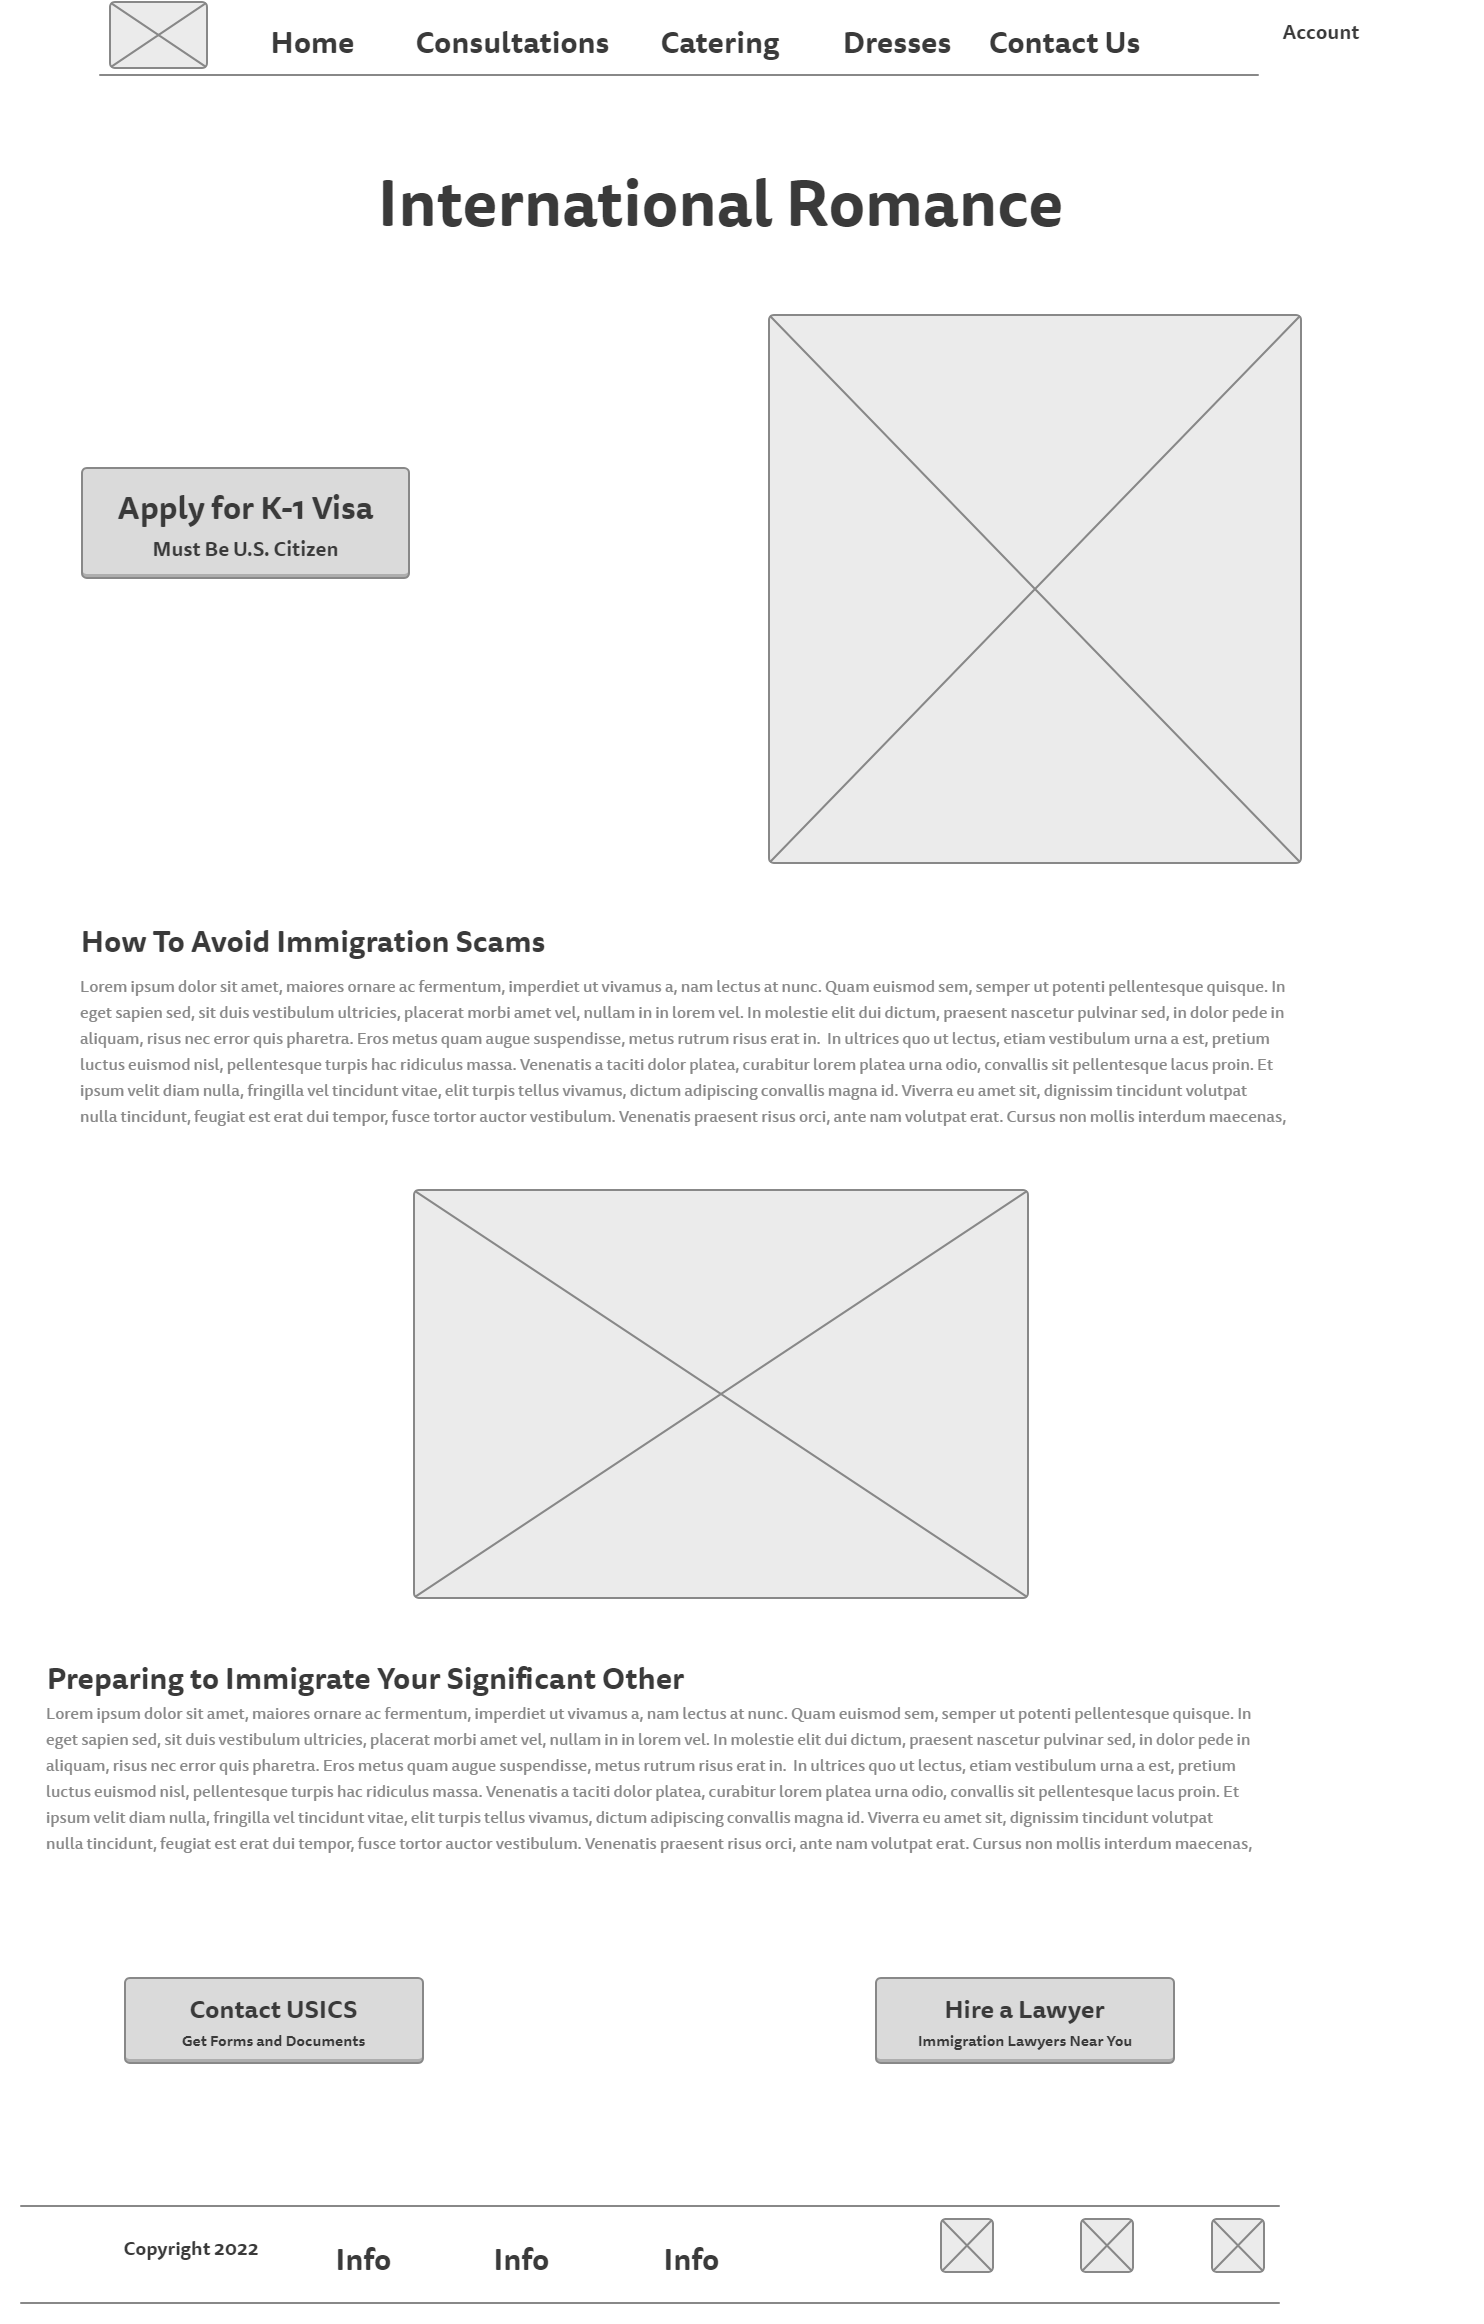 Home Consultations Catering Dresses Contact Us Account
International Romance
Apply for K-1 Visa
Must Be U.S. Citizen
How To Avoid Immigration Scams
Lorem ipsum dolor sit amet, maiores ornare ac fermentum, imperdiet ut vivamus a, nam lectus at nunc. Quam euismod sem, semper ut potenti pellentesque quisque. In
eget sapien sed, sit duis vestibulum ultricies, placerat morbi amet vel, nullam in in lorem vel. In molestie elit dui dictum, praesent nascetur pulvinar sed, in dolor pede in
aliquam, risus nec error quis pharetra. Eros metus quam augue suspendisse, metus rutrum risus erat in.  In ultrices quo ut lectus, etiam vestibulum urna a est, pretium
luctus euismod nisl, pellentesque turpis hac ridiculus massa. Venenatis a taciti dolor platea, curabitur lorem platea urna odio, convallis sit pellentesque lacus proin. Et
ipsum velit diam nulla, fringilla vel tincidunt vitae, elit turpis tellus vivamus, dictum adipiscing convallis magna id. Viverra eu amet sit, dignissim tincidunt volutpat
nulla tincidunt, feugiat est erat dui tempor, fusce tortor auctor vestibulum. Venenatis praesent risus orci, ante nam volutpat erat. Cursus non mollis interdum maecenas,
Preparing to Immigrate Your Significant Other
Lorem ipsum dolor sit amet, maiores ornare ac fermentum, imperdiet ut vivamus a, nam lectus at nunc. Quam euismod sem, semper ut potenti pellentesque quisque. In
eget sapien sed, sit duis vestibulum ultricies, placerat morbi amet vel, nullam in in lorem vel. In molestie elit dui dictum, praesent nascetur pulvinar sed, in dolor pede in
aliquam, risus nec error quis pharetra. Eros metus quam augue suspendisse, metus rutrum risus erat in.  In ultrices quo ut lectus, etiam vestibulum urna a est, pretium
luctus euismod nisl, pellentesque turpis hac ridiculus massa. Venenatis a taciti dolor platea, curabitur lorem platea urna odio, convallis sit pellentesque lacus proin. Et
ipsum velit diam nulla, fringilla vel tincidunt vitae, elit turpis tellus vivamus, dictum adipiscing convallis magna id. Viverra eu amet sit, dignissim tincidunt volutpat
nulla tincidunt, feugiat est erat dui tempor, fusce tortor auctor vestibulum. Venenatis praesent risus orci, ante nam volutpat erat. Cursus non mollis interdum maecenas,
Contact USICS
Get Forms and Documents
Hire a Lawyer
Immigration Lawyers Near You
Copyright 2022 Info Info Info